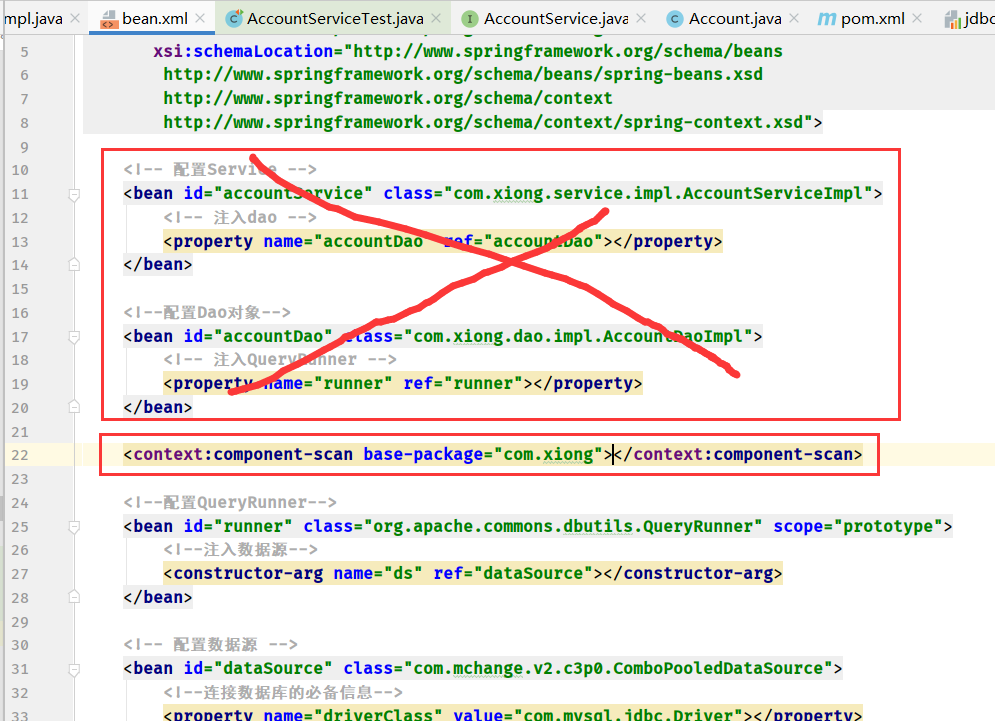 mpl.java
bean.xml
AccountServiceTest.java
AccountService.java
Account.java
pom.xml
jdbc
5 xsi:schemaLocation="http://www.springframework.org/schema/beans
6 http://www.springframework.org/schema/beans/spring-beans.xsd
7 http://www.springframework.org/schema/context
8 http://www.springframework.org/schema/context/spring-context.xsd">
9
10 <!-- 配置Service -->
11 <bean id="accountService" class="com.xiong.service.impl.AccountServiceImpl">
12 <!-- 注入dao -->
13 <property name="accountDao" ref="accountDao"></property>
14 </bean>
15
16 <!--配置Dao对象-->
17 <bean id="accountDao" class="com.xiong.dao.impl.AccountDaoImpl">
18 <!-- 注入QueryRunner -->
19 <property name="runner" ref="runner"></property>
20 </bean>
21
22 <context:component-scan base-package="com.xiong"></context:component-scan>
23
24 <!--配置QueryRunner-->
25 <bean id="runner" class="org.apache.commons.dbutils.QueryRunner" scope="prototype">
26 <!--注入数据源-->
27 <constructor-arg name="ds" ref="dataSource"></constructor-arg>
28 </bean>
29
30 <!-- 配置数据源 -->
31 <bean id="dataSource" class="com.mchange.v2.c3p0.ComboPooledDataSource">
32 <!--连接数据库的必备信息-->
33 <property name="driverClass" value="com.mysql.jdbc.Driver"></property>